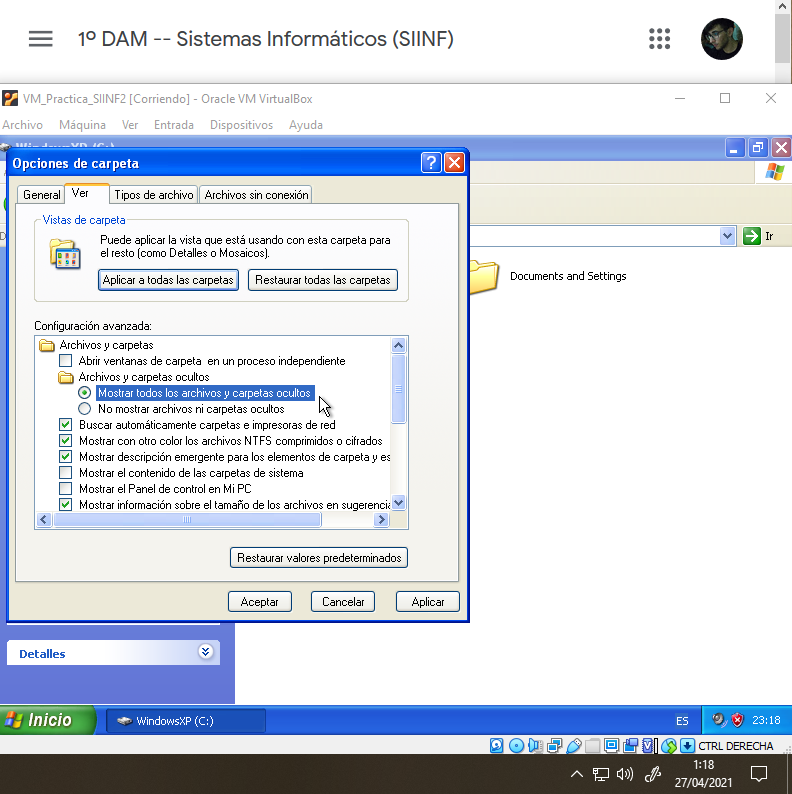 1º DAM -- Sistemas Informáticos (SIINF)
VM_Practica_SIINF2 [Corriendo] - Oracle VM VirtualBox
Archivo Máquina Ver Entrada Dispositivos Ayuda
WindowsXP (C:)
Opciones de carpeta
General Ver Tipos de archivo Archivos sin conexión
Vistas de carpeta
Puede aplicar la vista que está usando con esta carpeta para
el resto (como Detalles o Mosaicos).
Aplicar a todas las carpetas Restaurar todas las carpetas
Ir
Documents and Settings
Configuración avanzada:
Archivos y carpetas
Abrir ventanas de carpeta en un proceso independiente
Archivos y carpetas ocultos
Mostrar todos los archivos y carpetas ocultos
No mostrar archivos ni carpetas ocultos
Buscar automáticamente carpetas e impresoras de red
Mostrar con otro color los archivos NTFS comprimidos o cifrados
Mostrar descripción emergente para los elementos de carpeta y es
Mostrar el contenido de las carpetas de sistema
Mostrar el Panel de control en Mi PC
Mostrar información sobre el tamaño de los archivos en sugerencia
Restaurar valores predeterminados
Aceptar Cancelar Aplicar
Detalles
Inicio WindowsXP (C:) ES 23:18
CTRL DERECHA
1:18
27/04/2021